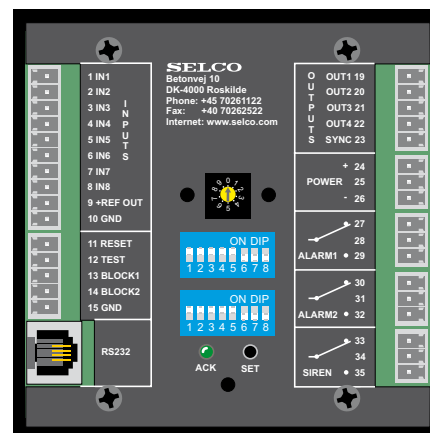 SELCO
Betonvej 10
DK-4000 Roskilde
Phone: +45 70261122
Fax: +40 70262522
Internet: www.selco.com
1 IN1
2 IN2
3 IN3
4 IN4
5 IN5
6 IN6
7 IN7
8 IN8
9 +REF OUT
10 GND
INPUTS
11 RESET
12 TEST
13 BLOCK1
14 BLOCK2
15 GND
RS232
ON DIP
1 2 3 4 5 6 7 8
ON DIP
1 2 3 4 5 6 7 8
ACK
SET
OUTPUTS
OUT1 19
OUT2 20
OUT3 21
OUT4 22
SYNC 23
+ 24
POWER 25
- 26
27
28
ALARM1 29
30
31
ALARM2 32
33
34
SIREN 35